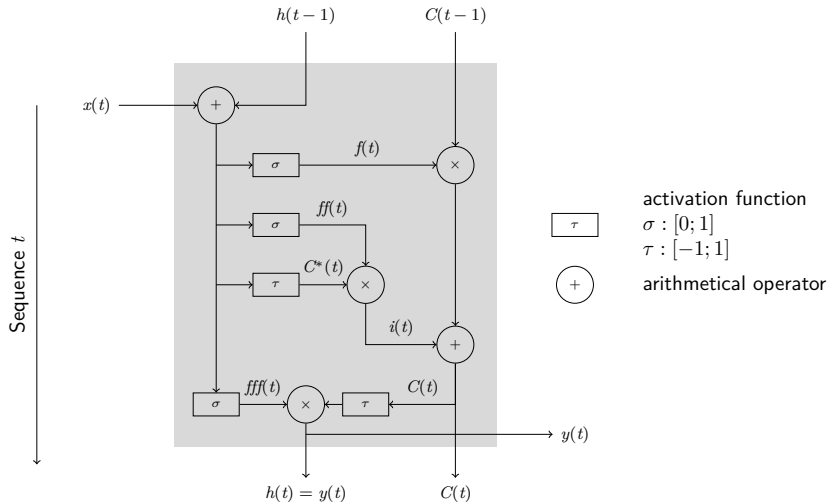 h(t − 1)
C(t − 1)
x(t)
+
σ
f(t)
×
σ
ff(t)
τ
C*(t)
×
i(t)
+
σ
fff(t)
×
τ
C(t)
y(t)
h(t) = y(t)
C(t)
Sequence t
τ
activation function
σ : [0; 1]
τ : [−1; 1]
+
arithmetical operator